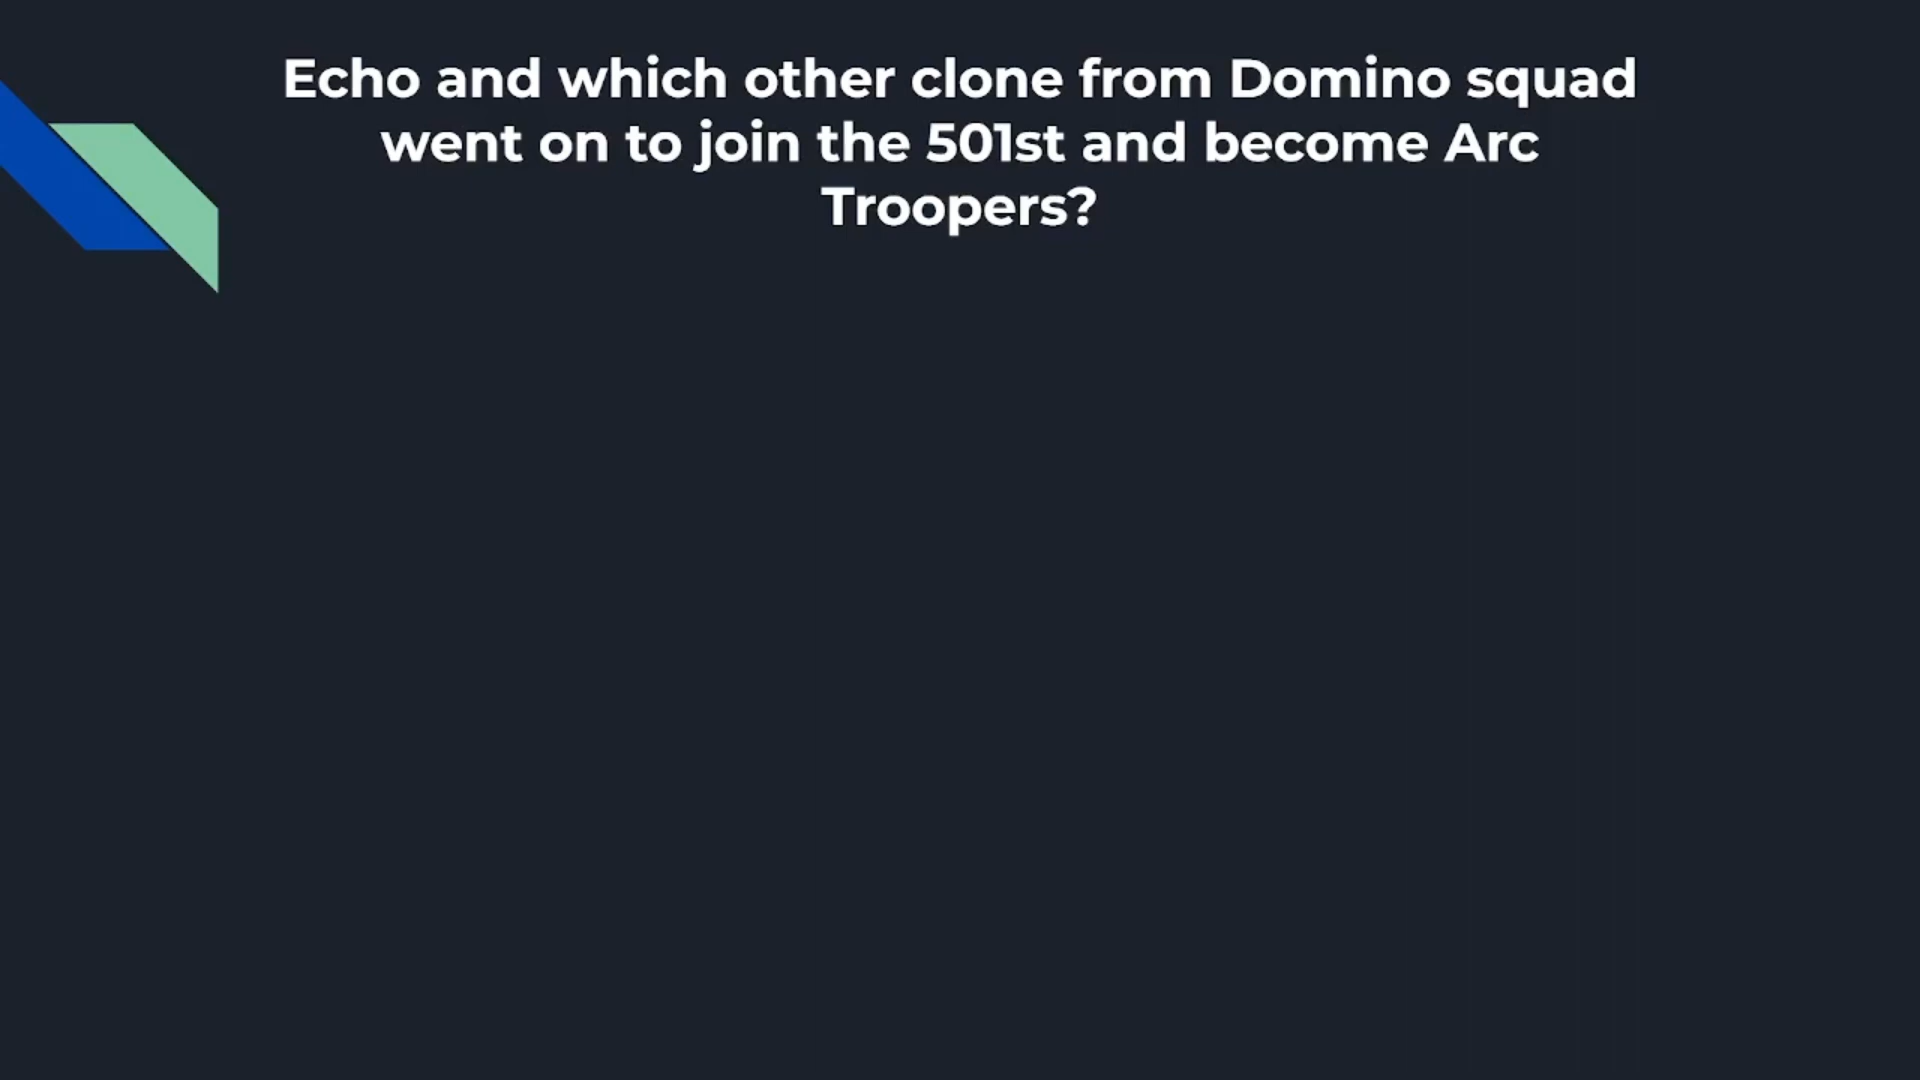 Echo and which other clone from Domino squad
went on to join the 501st and become Arc
Troopers?